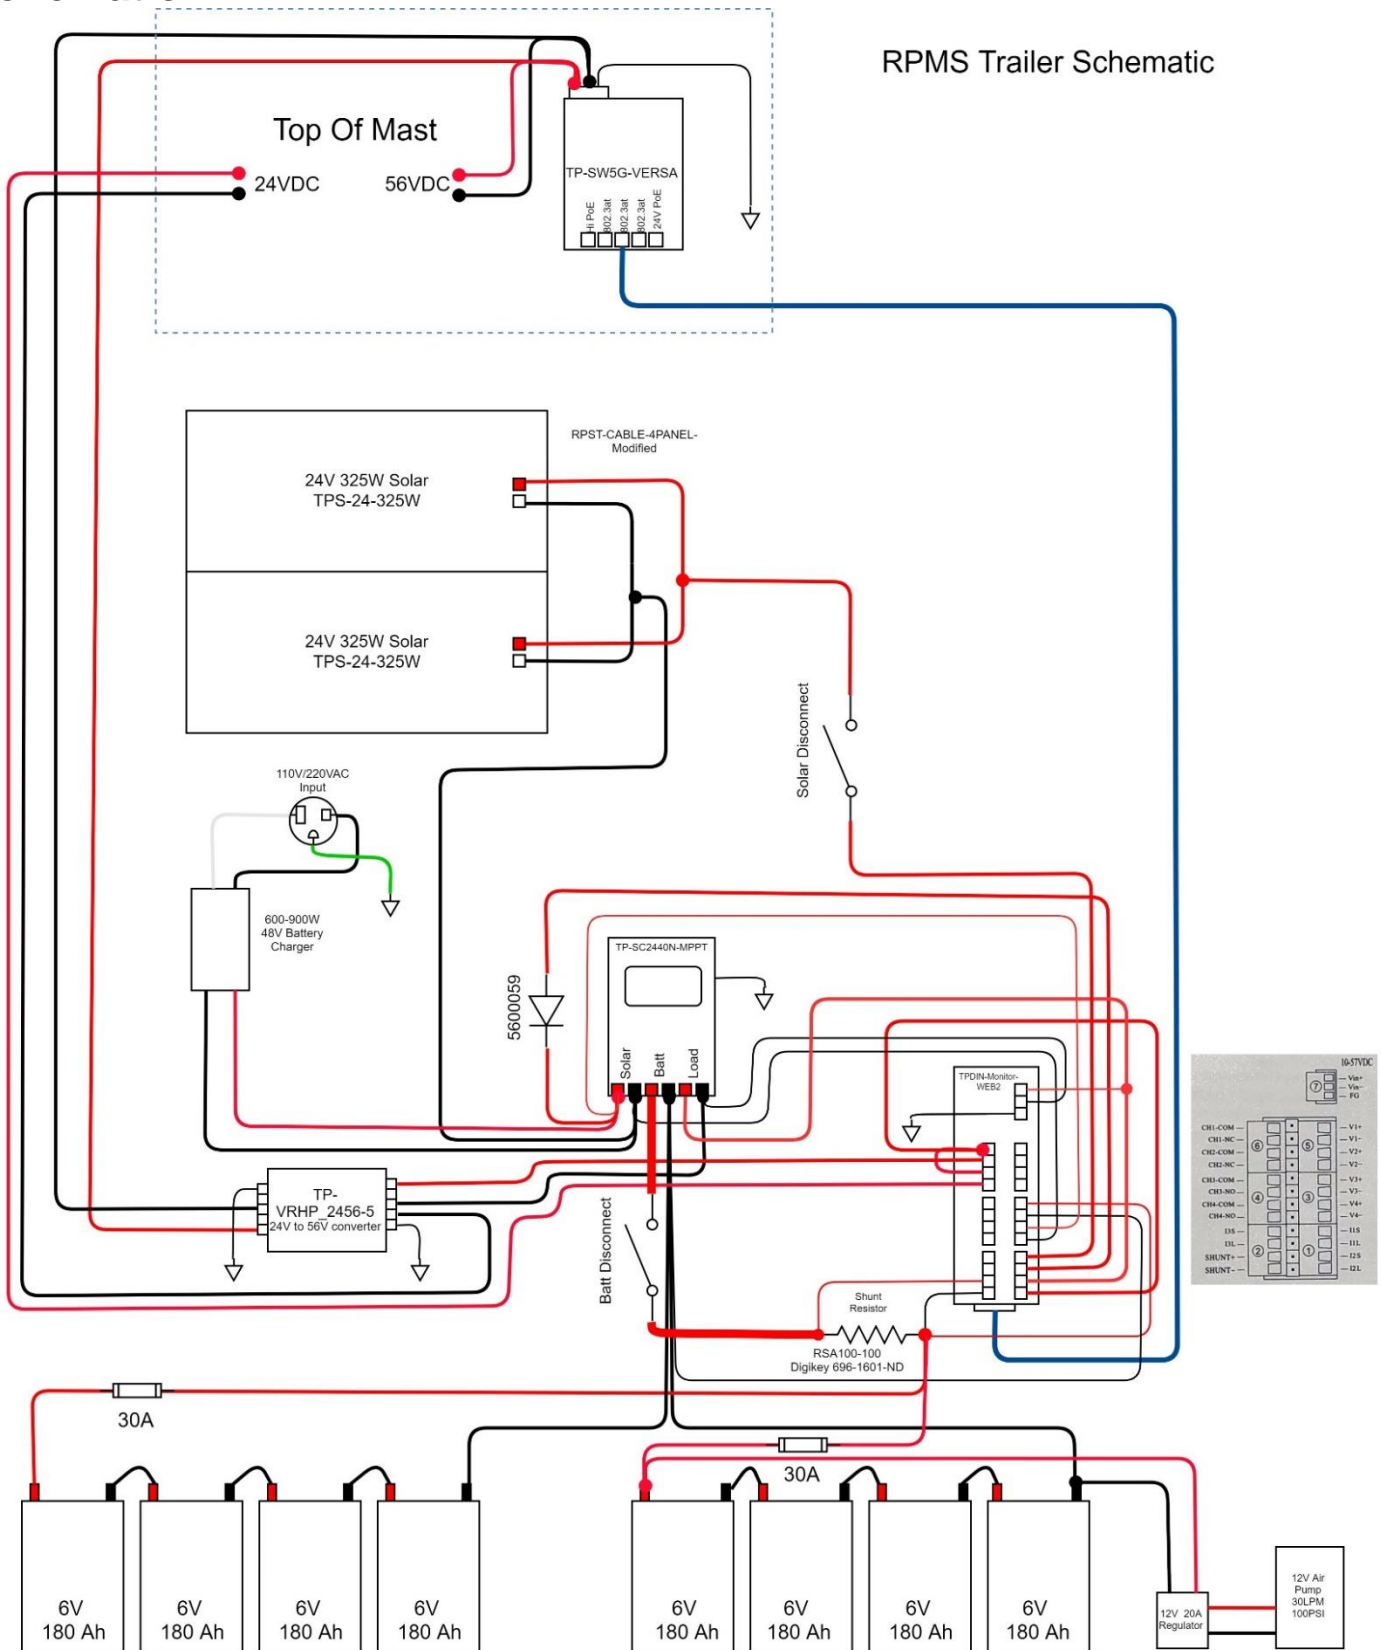 RPMS Trailer Schematic
Top Of Mast
24VDC
56VDC
TP-SW5G-VERSA
Hi PoE
802.3at
802.3at
802.3at
24V PoE
RPST-CABLE-4PANEL-
Modified
24V 325W Solar
TPS-24-325W
24V 325W Solar
TPS-24-325W
Solar Disconnect
110V/220VAC
Input
600-900W
48V Battery
Charger
5600059
TP-SC2440N-MPPT
Solar
Batt
Load
TPDIN-Monitor-
WEB2
10-57VDC
⑦
Vin+
Vin-
FG
CH1-COM
V1+
CH1-NC
⑥
⑤
V1-
CH2-COM
V2+
CH2-NC
V2-
CH3-COM
V3+
CH3-NO
④
③
V3-
CH4-COM
V4+
CH4-NO
V4-
I3S
I1S
I3L
②
①
I1L
SHUNT+
I2S
SHUNT-
I2L
TP-
VRHP_2456-5
24V to 56V converter
Batt Disconnect
Shunt
Resistor
RSA100-100
Digikey 696-1601-ND
30A
30A
6V
180 Ah
6V
180 Ah
6V
180 Ah
6V
180 Ah
6V
180 Ah
6V
180 Ah
6V
180 Ah
6V
180 Ah
12V 20A
Regulator
12V Air
Pump
30LPM
100PSI